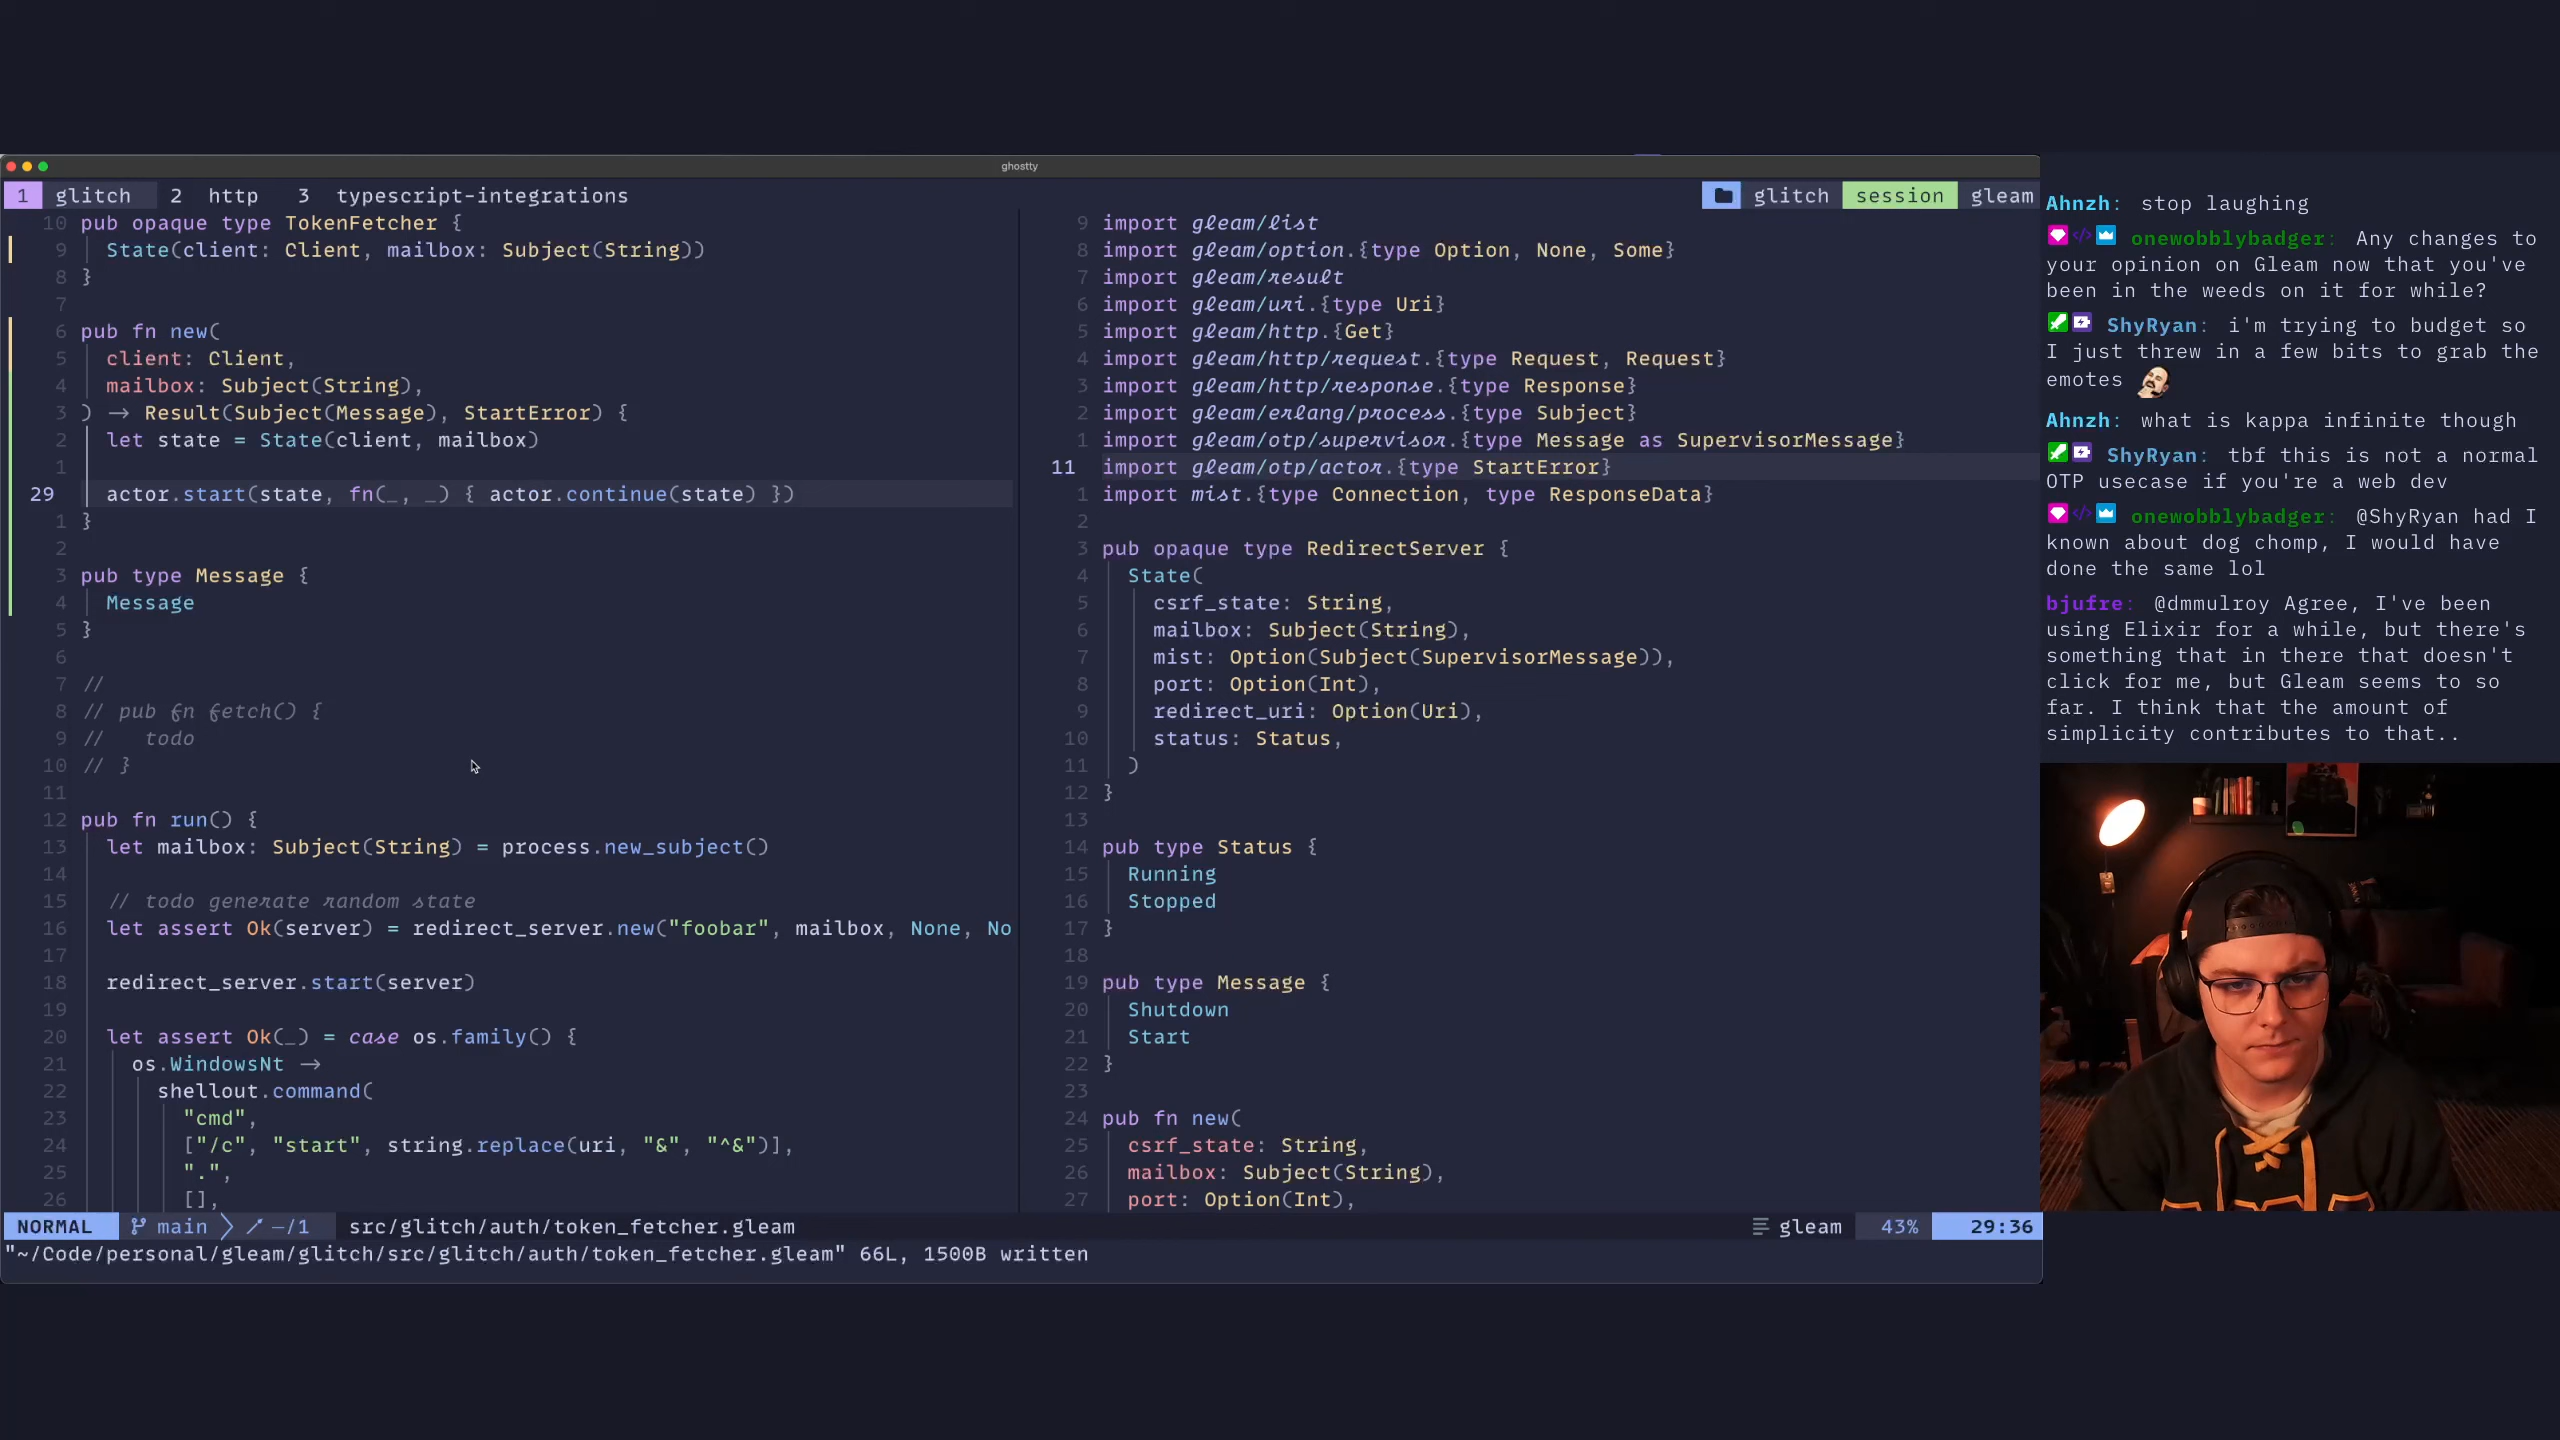 ghostty
1 glitch 2 http 3 typescript-integrations
glitch session gleam
10 pub opaque type TokenFetcher {
9 State(client: Client, mailbox: Subject(String))
8 }
7
6 pub fn new(
5 client: Client,
4 mailbox: Subject(String),
3 ) -> Result(Subject(Message), StartError) {
2 let state = State(client, mailbox)
1
29 actor.start(state, fn(_, _) { actor.continue(state) })
1 }
2
3 pub type Message {
4 Message
5 }
6
7 //
8 // pub fn fetch() {
9 // todo
10 // }
11
12 pub fn run() {
13 let mailbox: Subject(String) = process.new_subject()
14
15 // todo generate random state
16 let assert Ok(server) = redirect_server.new("foobar", mailbox, None, No
17
18 redirect_server.start(server)
19
20 let assert Ok(_) = case os.family() {
21 os.WindowsNt ->
22 shellout.command(
23 "cmd",
24 ["/c", "start", string.replace(uri, "&", "^&")],
25 ".",
26 [],
9 import gleam/list
8 import gleam/option.{type Option, None, Some}
7 import gleam/result
6 import gleam/uri.{type Uri}
5 import gleam/http.{Get}
4 import gleam/http/request.{type Request, Request}
3 import gleam/http/response.{type Response}
2 import gleam/erlang/process.{type Subject}
1 import gleam/otp/supervisor.{type Message as SupervisorMessage}
11 import gleam/otp/actor.{type StartError}
1 import mist.{type Connection, type ResponseData}
2
3 pub opaque type RedirectServer {
4 State(
5 csrf_state: String,
6 mailbox: Subject(String),
7 mist: Option(Subject(SupervisorMessage)),
8 port: Option(Int),
9 redirect_uri: Option(Uri),
10 status: Status,
11 )
12 }
13
14 pub type Status {
15 Running
16 Stopped
17 }
18
19 pub type Message {
20 Shutdown
21 Start
22 }
23
24 pub fn new(
25 csrf_state: String,
26 mailbox: Subject(String),
27 port: Option(Int),
NORMAL main -/1 src/glitch/auth/token_fetcher.gleam gleam 43% 29:36
"~/Code/personal/gleam/glitch/src/glitch/auth/token_fetcher.gleam" 66L, 1500B written
Ahnzh: stop laughing
onewobblybadger: Any changes to
your opinion on Gleam now that you've
been in the weeds on it for while?
ShyRyan: i'm trying to budget so
I just threw in a few bits to grab the
emotes
Ahnzh: what is kappa infinite though
ShyRyan: tbf this is not a normal
OTP usecase if you're a web dev
onewobblybadger: @ShyRyan had I
known about dog chomp, I would have
done the same lol
bjufre: @dmmulroy Agree, I've been
using Elixir for a while, but there's
something that in there that doesn't
click for me, but Gleam seems to so
far. I think that the amount of
simplicity contributes to that..